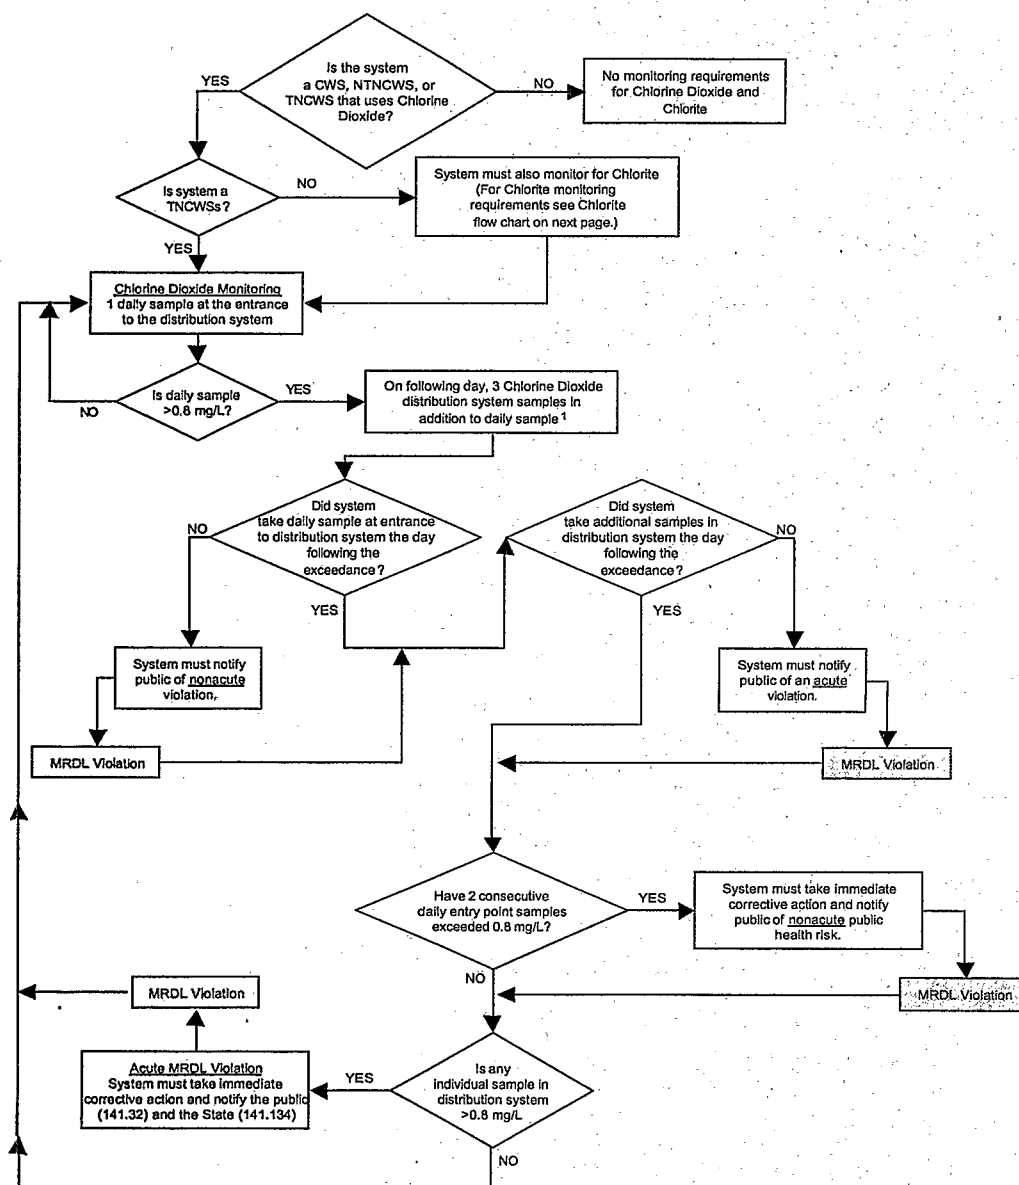 Is the system
a CWS, NTNCWS, or
TNCWS that uses Chlorine
Dioxide?
YES
NO
No monitoring requirements
for Chlorine Dioxide and
Chlorite
Is system a
TNCWSs?
NO
YES
System must also monitor for Chlorite
(For Chlorite monitoring
requirements see Chlorite
flow chart on next page.)
Chlorine Dioxide Monitoring
1 daily sample at the entrance
to the distribution system
Is daily sample
>0.8 mg/L?
NO
YES
On following day, 3 Chlorine Dioxide
distribution system samples in
addition to daily sample 1
Did system
take daily sample at entrance
to distribution system the day
following the
exceedance?
NO
YES
Did system
take additional samples in
distribution system the day
following the
exceedance?
NO
YES
System must notify
public of nonacute
violation.
MRDL Violation
System must notify
public of an acute
violation.
MRDL Violation
Have 2 consecutive
daily entry point samples
exceeded 0.8 mg/L?
YES
NO
System must take immediate
corrective action and notify
public of nonacute public
health risk.
MRDL Violation
Is any
individual sample in
distribution system
>0.8 mg/L
YES
NO
Acute MRDL Violation
System must take immediate
corrective action and notify the public
(141.32) and the State (141.134)
MRDL Violation